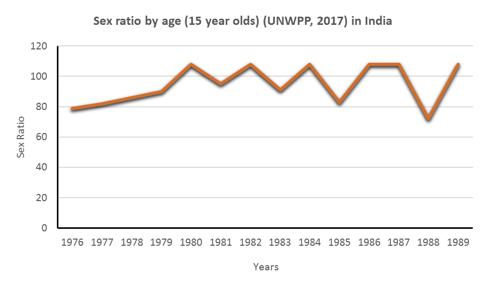 Sex ratio by age (15 year olds) (UNWPP, 2017) in India
120
100
80
60
40
20
0
Sex Ratio
1976 1977 1978 1979 1980 1981 1982 1983 1984 1985 1986 1987 1988 1989
Years